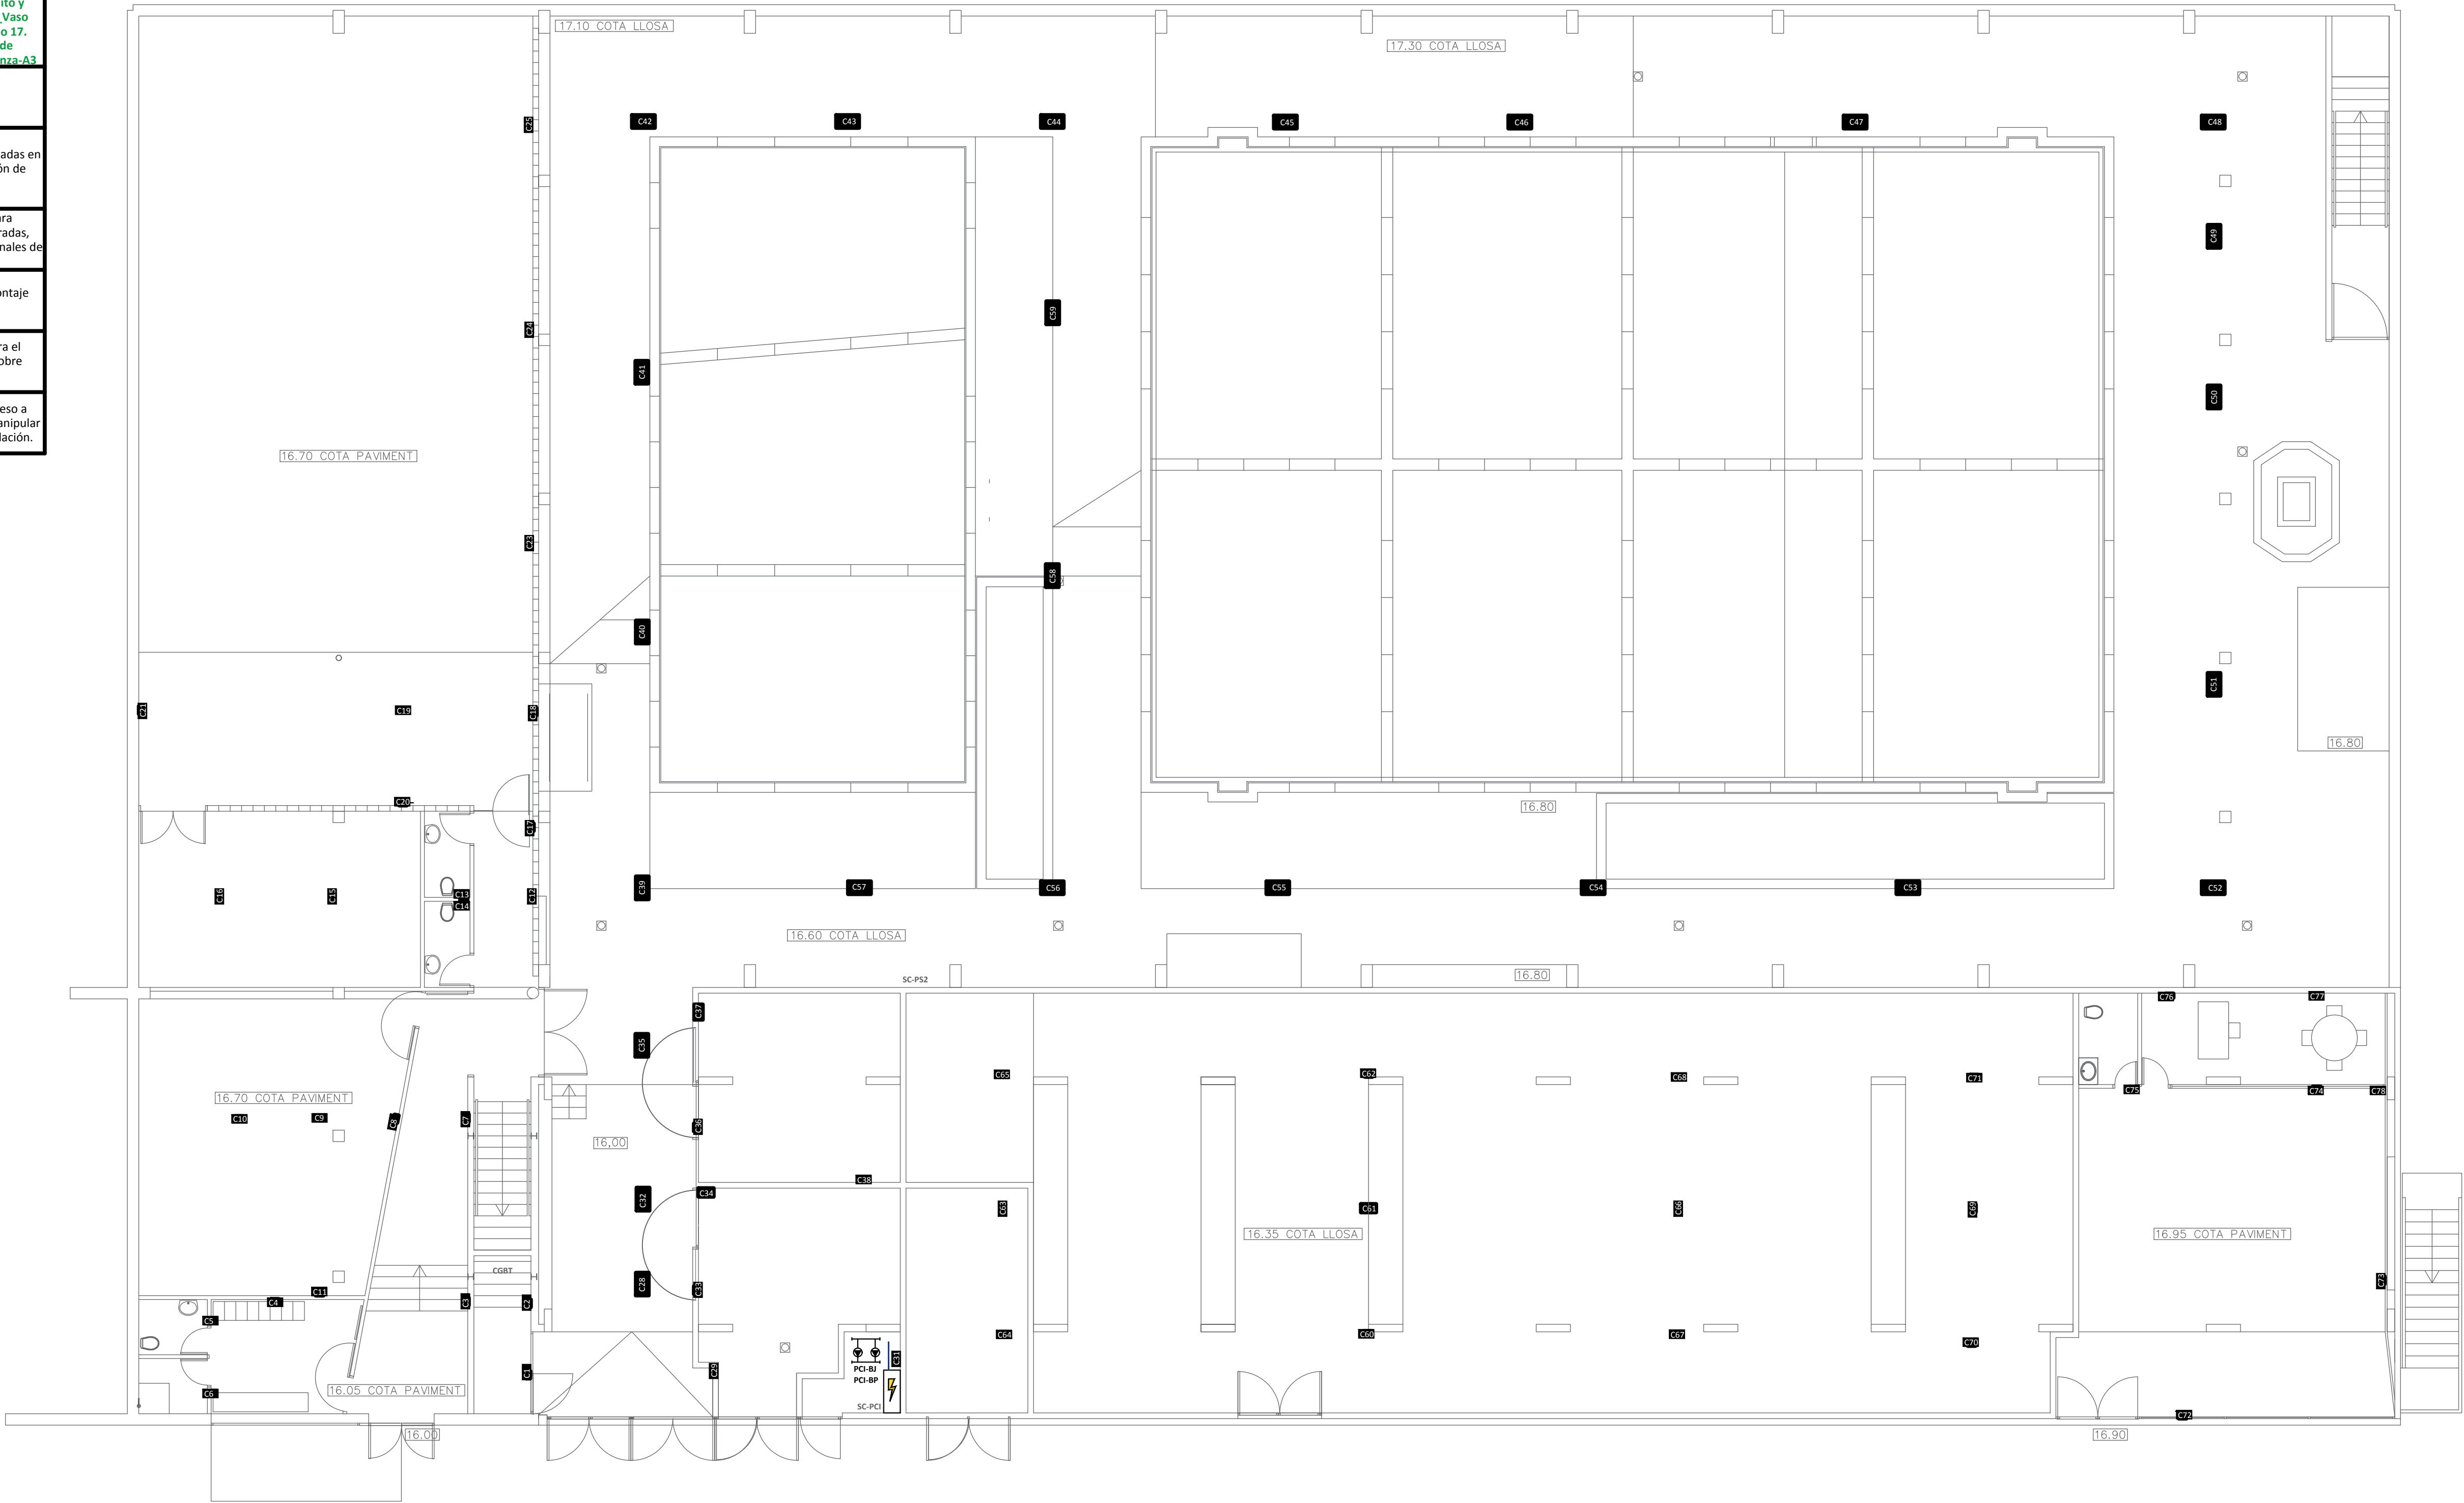 ito y
_Vaso
o 17.
de
nza-A3
adas en
ón de
ara
radas,
nales de
ontaje
ra el
obre
eso a
anipular
lación.
17.10 COTA LLOSA
17.30 COTA LLOSA
C25
C42
C43
C44
C45
C46
C47
C48
C49
C59
C24
C41
C50
16.70 COTA PAVIMENT
C23
C58
C40
C51
C21
C19
C18
16.80
C20
16.80
C17
C16
C15
C13
C14
C12
C39
C57
C56
C55
C54
C53
C52
16.60 COTA LLOSA
SC-PS2
16.80
C76
C77
C37
C35
C65
C62
C68
C71
C75
C74
C78
16.70 COTA PAVIMENT
C10
C9
C8
C7
C36
16,00
C38
C32
C34
C63
C61
C66
C69
16.35 COTA LLOSA
16.95 COTA PAVIMENT
CGBT
C28
C33
C73
C11
C4
C3
C2
C5
C64
C60
C67
C70
C31
PCI-BJ
PCI-BP
C1
C29
C6
16.05 COTA PAVIMENT
SC-PCI
C72
16.00
16.90